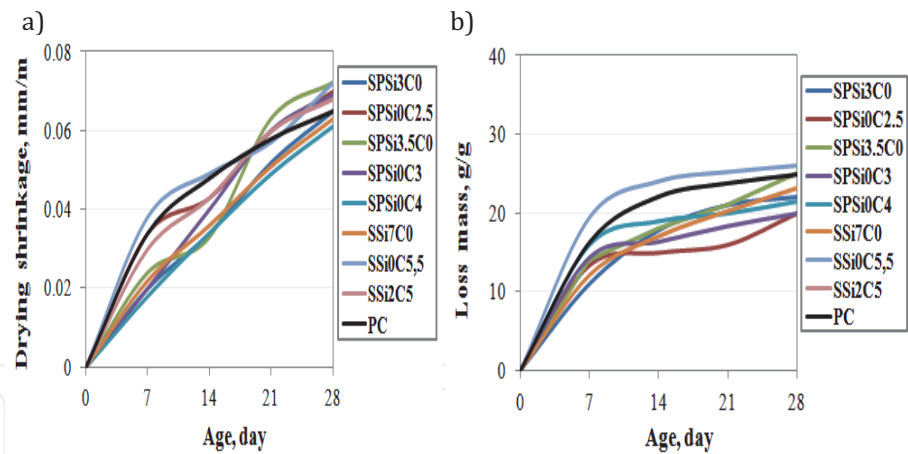 a)
Drying shrinkage, mm/m
0.08
0.06
0.04
0.02
0
0 7 14 21 28
Age, day
SPSi3C0
SPSi0C2.5
SPSi3.5C0
SPSi0C3
SPSi0C4
SSi7C0
SSi0C5,5
SSi2C5
PC
b)
Loss mass, g/g
40
30
20
10
0
0 7 14 21 28
Age, day
SPSi3C0
SPSi0C2.5
SPSi3.5C0
SPSi0C3
SPSi0C4
SSi7C0
SSi0C5,5
SSi2C5
PC